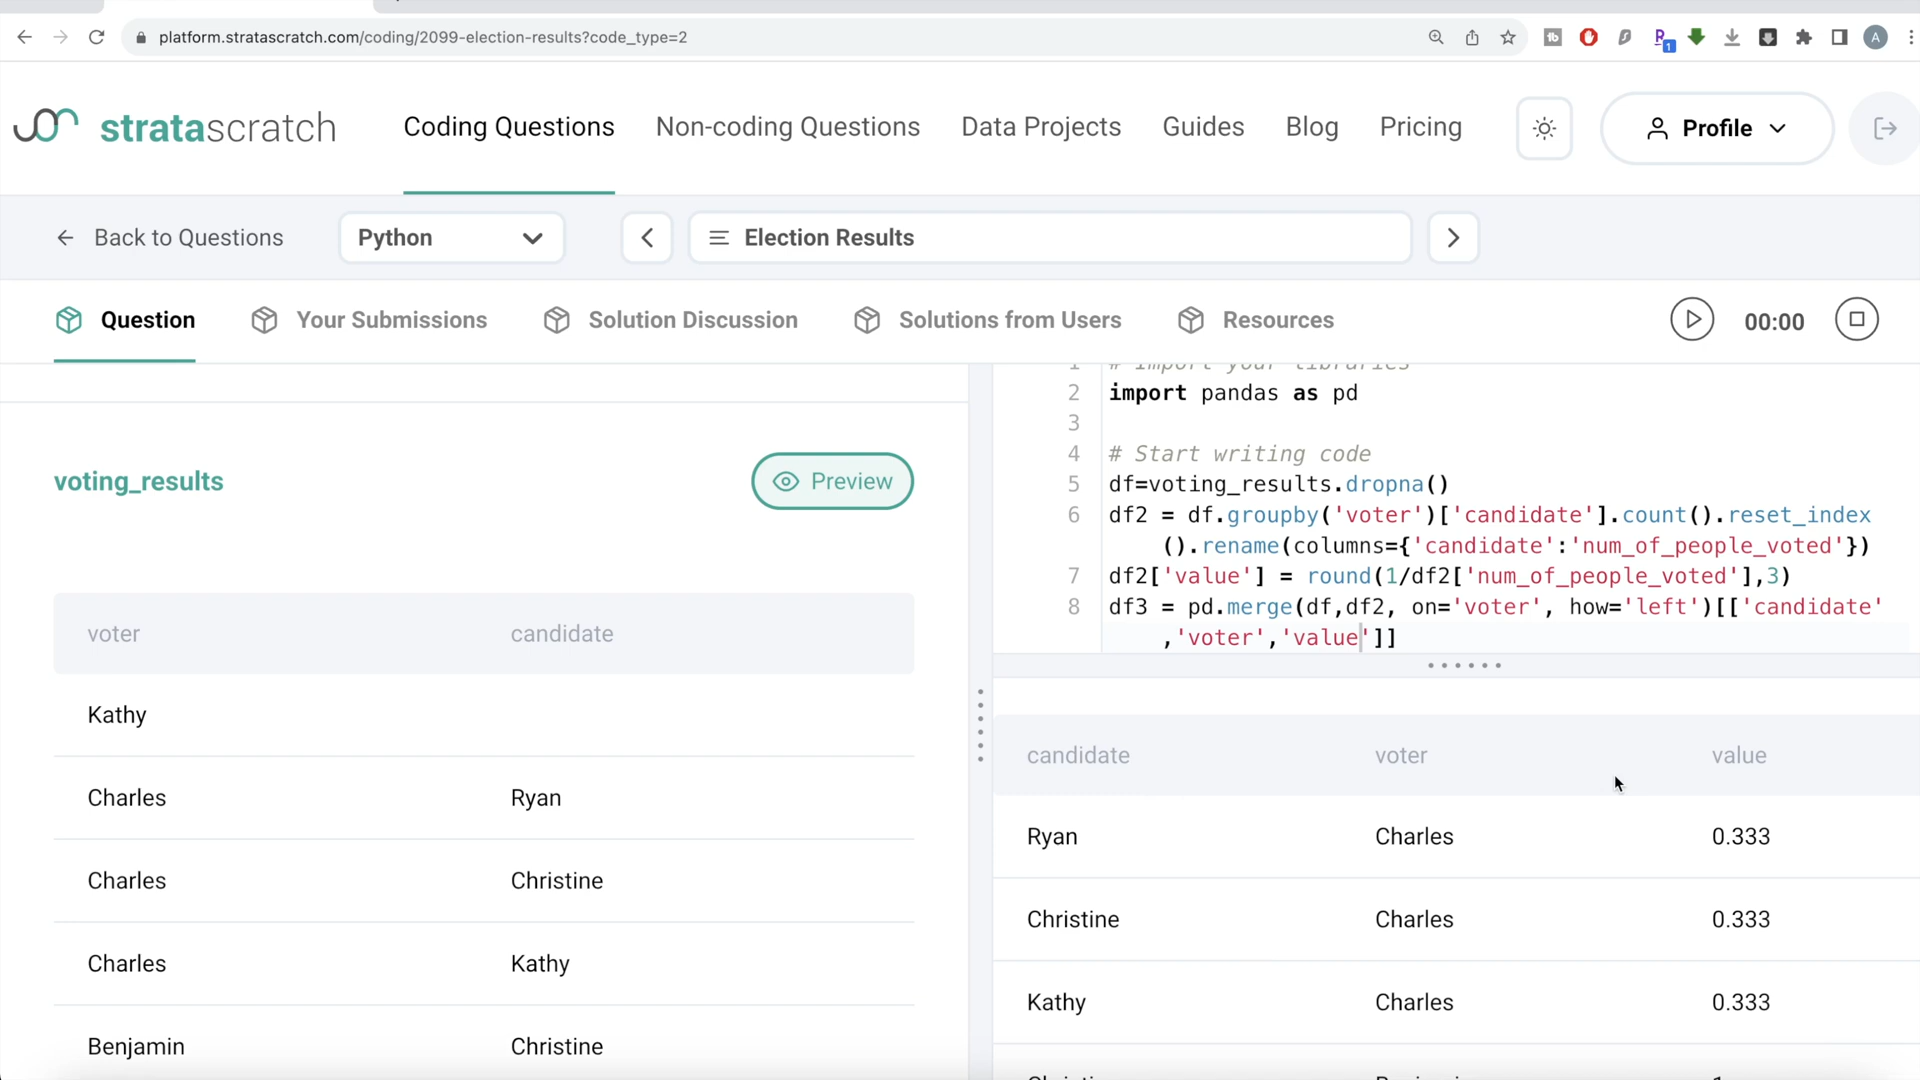 platform.stratascratch.com/coding/2099-election-results?code_type=2
1
A
stratascratch
Coding Questions
Non-coding Questions
Data Projects
Guides
Blog
Pricing
Profile
Back to Questions
Python
Election Results
Question
Your Submissions
Solution Discussion
Solutions from Users
Resources
00:00
voting_results
Preview
voter candidate
Kathy
Charles Ryan
Charles Christine
Charles Kathy
Benjamin Christine
1 # Import your libraries
2 import pandas as pd
3
4 # Start writing code
5 df=voting_results.dropna()
6 df2 = df.groupby('voter')['candidate'].count().reset_index
().rename(columns={'candidate':'num_of_people_voted'})
7 df2['value'] = round(1/df2['num_of_people_voted'],3)
8 df3 = pd.merge(df,df2, on='voter', how='left')[['candidate'
,'voter','value']]
candidate voter value
Ryan Charles 0.333
Christine Charles 0.333
Kathy Charles 0.333